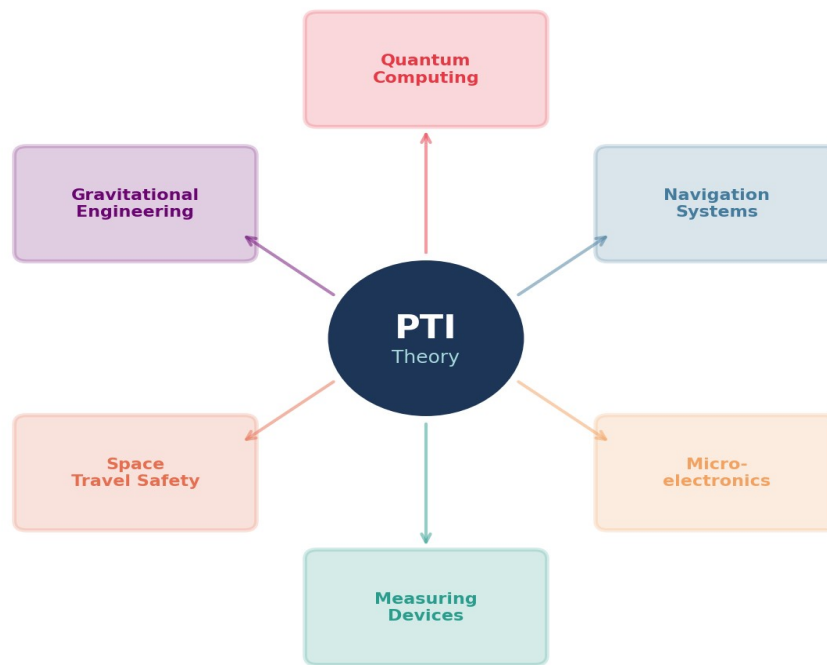 Quantum
Computing
Gravitational
Engineering
Navigation
Systems
PTI
Theory
Space
Travel Safety
Micro-
electronics
Measuring
Devices